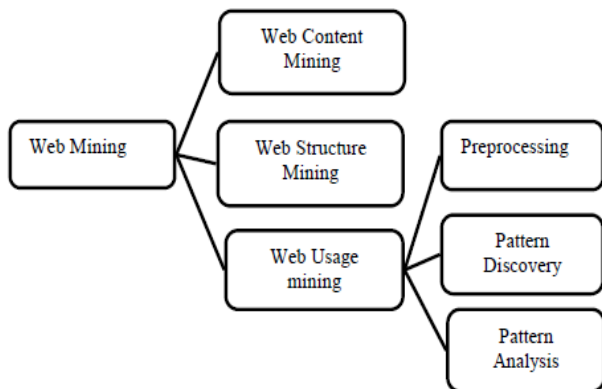 Web Content
Mining
Web Mining
Web Structure
Mining
Preprocessing
Web Usage
mining
Pattern
Discovery
Pattern
Analysis